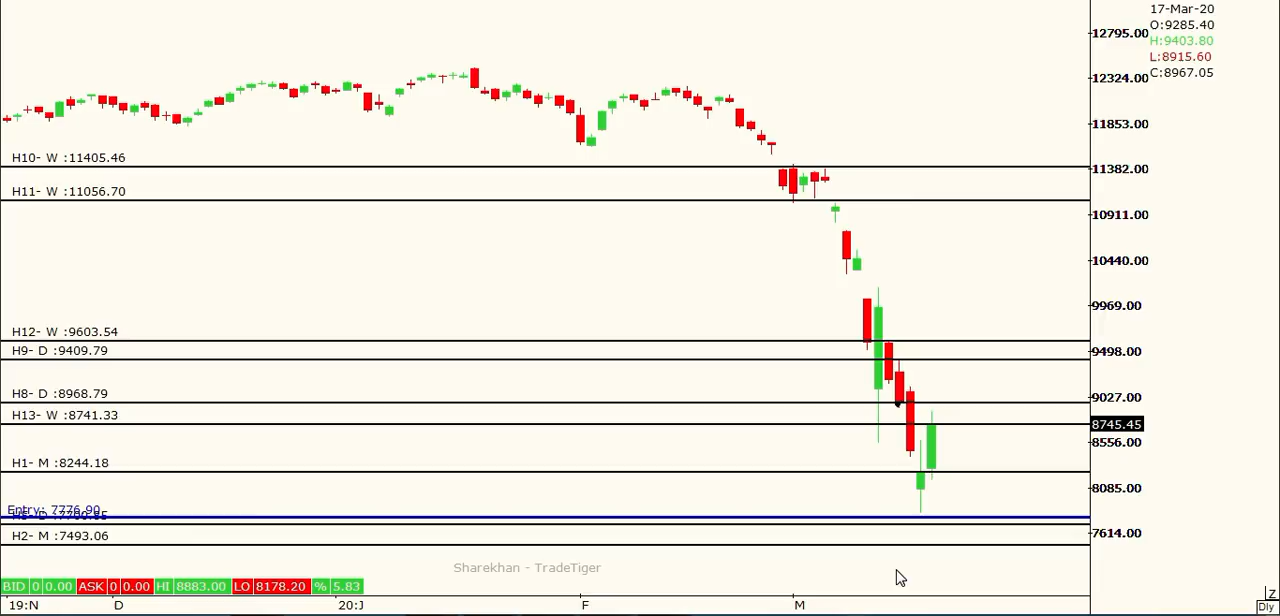 17-Mar-20
O:9285.40
H:9403.80
L:8915.60
C:8967.05
12795.00
12324.00
11853.00
H10- W :11405.46
11382.00
H11- W :11056.70
10911.00
10440.00
9969.00
H12- W :9603.54
H9- D :9409.79
9498.00
H8- D :8968.79
9027.00
H13- W :8741.33
8745.45
8556.00
H1- M :8244.18
8085.00
Entry: 7776.90
H2- M :7493.06
7614.00
Sharekhan - TradeTiger
BID 0 0.00 ASK 0 0.00 HI 8883.00 LO 8178.20 % 5.83
19:N D 20:J F M
Z
Dly